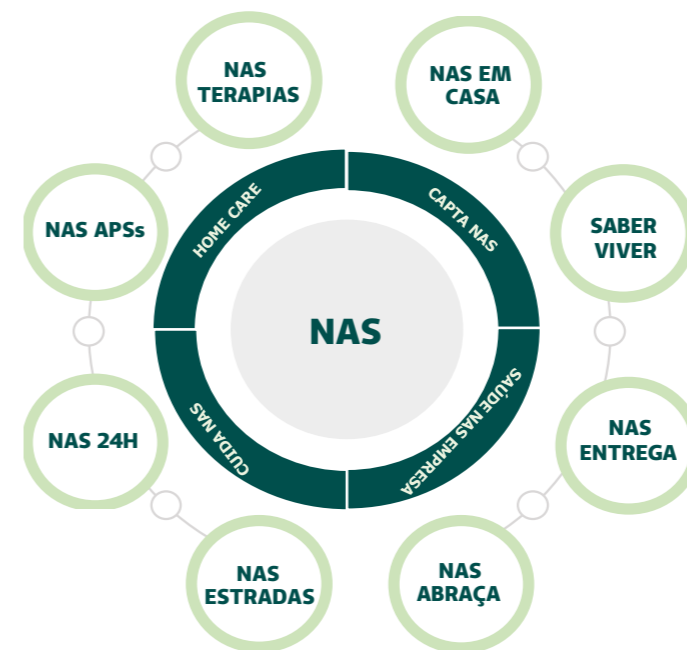 NAS
TERAPIAS
NAS EM
CASA
NAS APSs
HOME CARE
CAPTA NAS
SABER
VIVER
NAS
NAS 24H
CUIDA NAS
SAÚDE NAS EMPRESA
NAS
ENTREGA
NAS
ESTRADAS
NAS
ABRAÇA